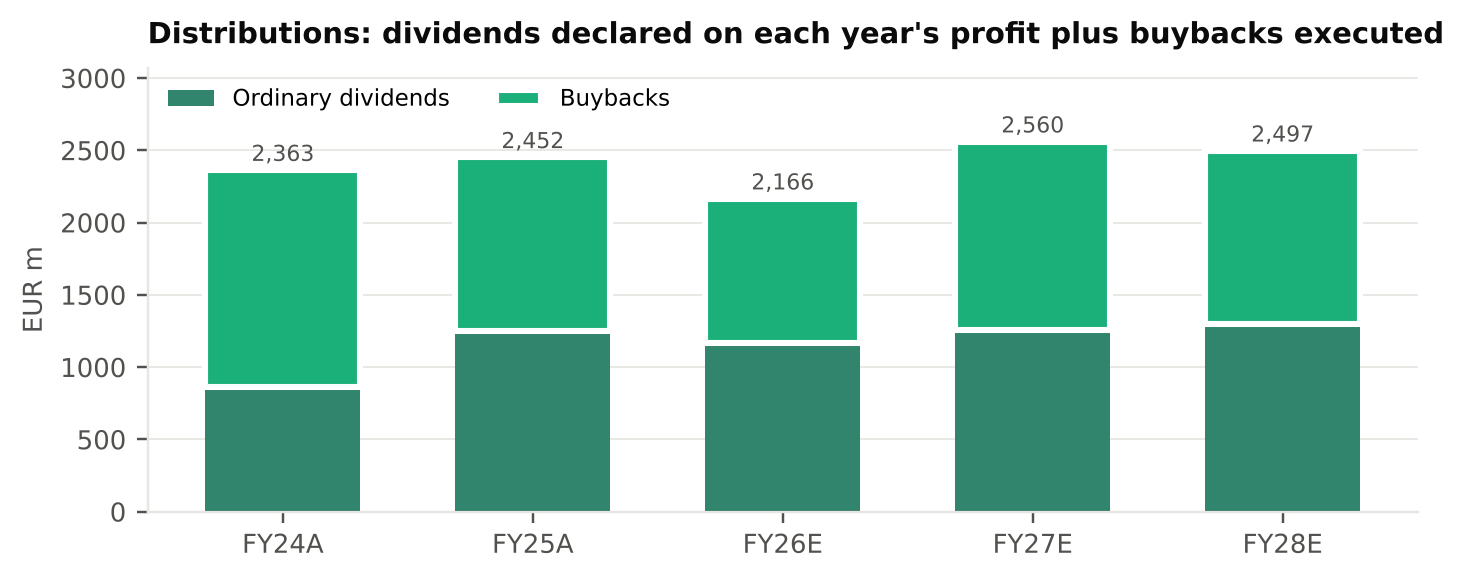 Distributions: dividends declared on each year's profit plus buybacks executed
EUR m
3000
2500
2000
1500
1000
500
0
Ordinary dividends
Buybacks
2,363
2,452
2,166
2,560
2,497
FY24A
FY25A
FY26E
FY27E
FY28E